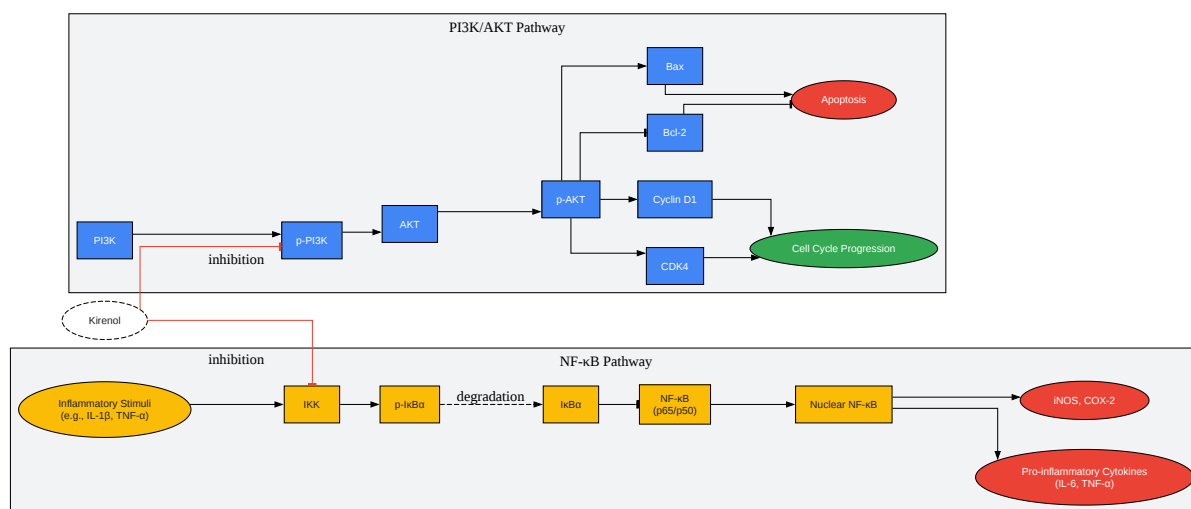 PI3K/AKT Pathway
Bax
Apoptosis
Bcl-2
p-AKT
Cyclin D1
AKT
PI3K
p-PI3K
inhibition
Cell Cycle Progression
CDK4
Kirenol
inhibition
NF-κB Pathway
Inflammatory Stimuli
(e.g., IL-1β, TNF-α)
IKK
p-IκBα
degradation
IκBα
NF-κB
(p65/p50)
Nuclear NF-κB
iNOS, COX-2
Pro-inflammatory Cytokines
(IL-6, TNF-α)